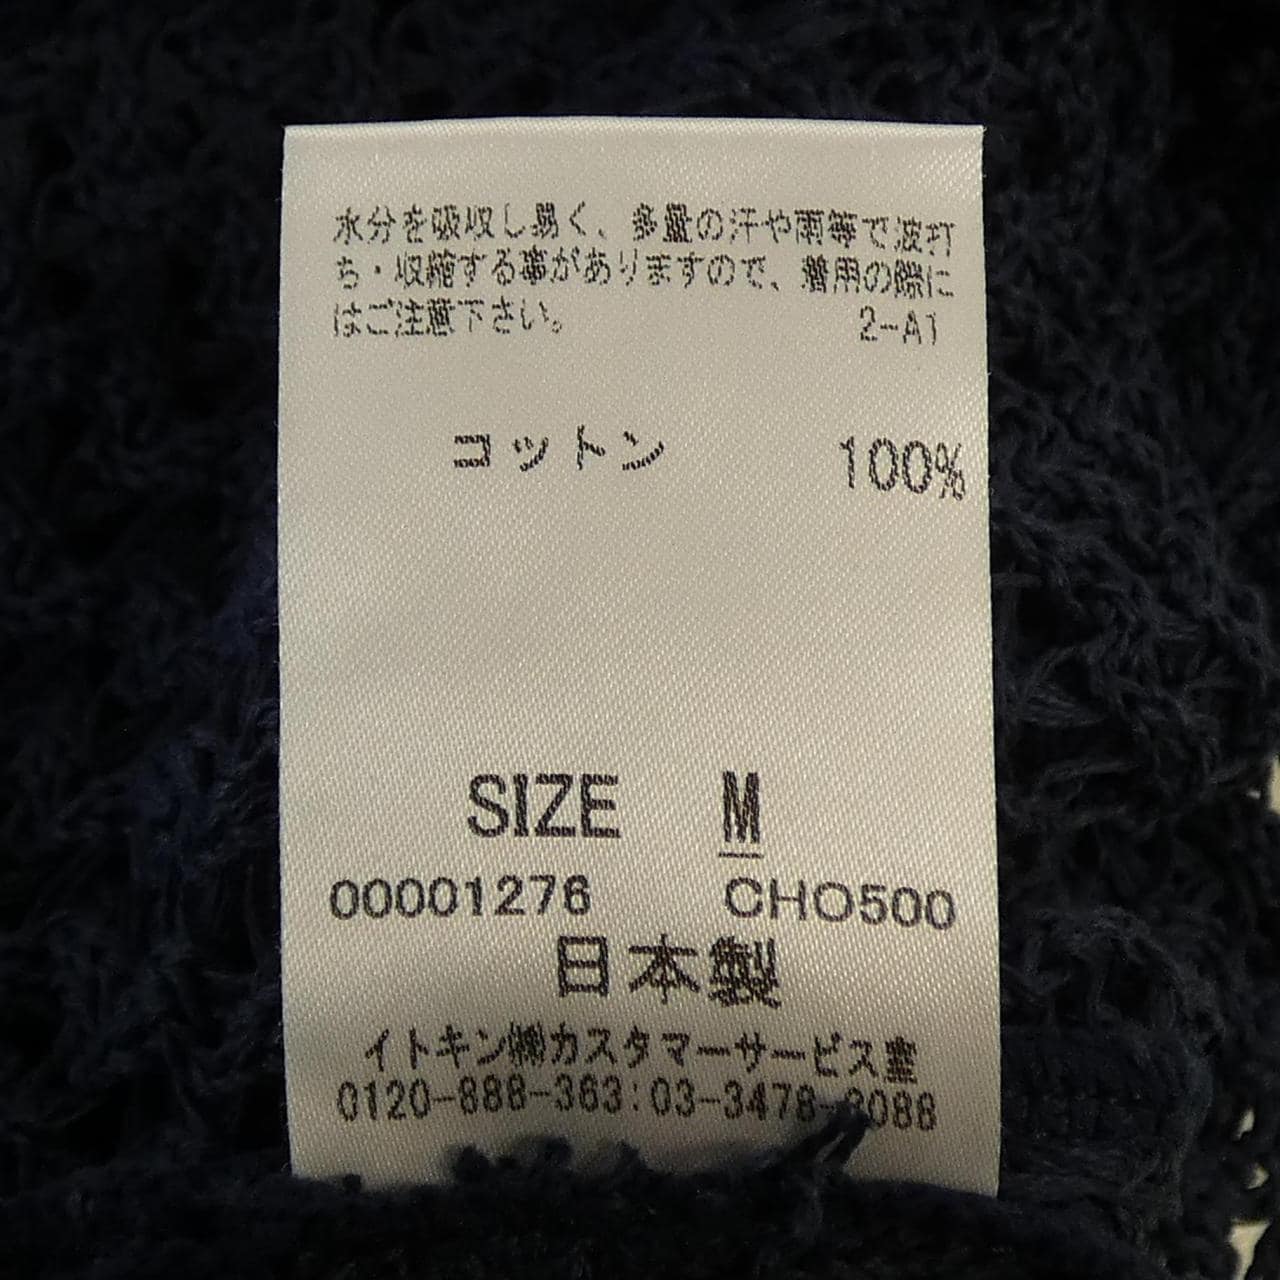 水分を吸収し易く、多量の汗や雨等で波打
ち・収縮する事がありますので、着用の際に
はご注意下さい。 2-A1
コットン 100%
SIZE M
00001276 CHO500
日本製
イトキン㈱カスタマーサービス室
0120-888-363:03-3478-8088